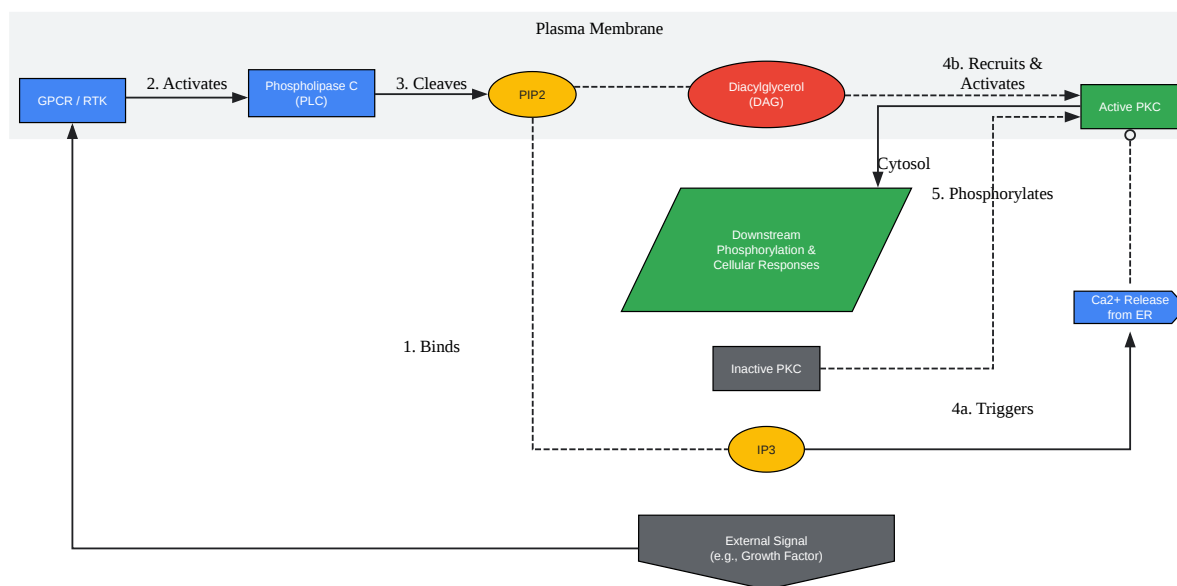 Plasma Membrane
GPCR / RTK
2. Activates
Phospholipase C
(PLC)
3. Cleaves
PIP2
Diacylglycerol
(DAG)
4b. Recruits &
Activates
Active PKC
Cytosol
5. Phosphorylates
Downstream
Phosphorylation &
Cellular Responses
Ca2+ Release
from ER
1. Binds
Inactive PKC
4a. Triggers
IP3
External Signal
(e.g., Growth Factor)